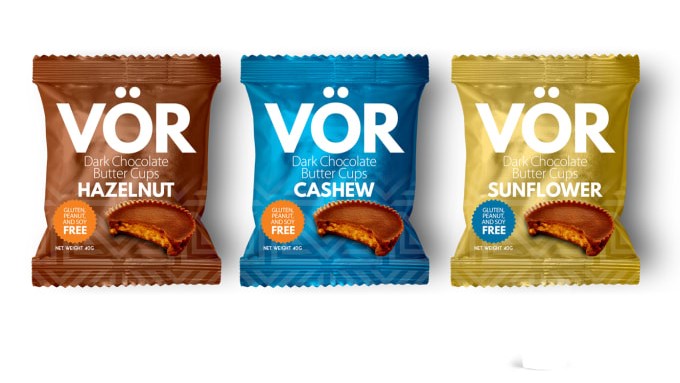 VÖR
Dark Chocolate
Butter Cups
HAZELNUT
GLUTEN,
PEANUT,
AND SOY
FREE
NET WEIGHT 40G
VÖR
Dark Chocolate
Butter Cups
CASHEW
GLUTEN,
PEANUT,
AND SOY
FREE
NET WEIGHT 40G
VÖR
Dark Chocolate
Butter Cups
SUNFLOWER
GLUTEN,
PEANUT,
AND SOY
FREE
NET WEIGHT 40G